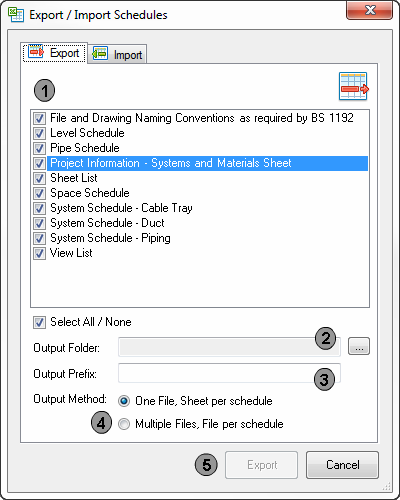 Export / Import Schedules
Export Import
1
File and Drawing Naming Conventions as required by BS 1192
Level Schedule
Pipe Schedule
Project Information - Systems and Materials Sheet
Sheet List
Space Schedule
System Schedule - Cable Tray
System Schedule - Duct
System Schedule - Piping
View List
Select All / None
2
Output Folder: ...
Output Prefix: 3
Output Method: One File, Sheet per schedule
4 Multiple Files, File per schedule
5 Export Cancel